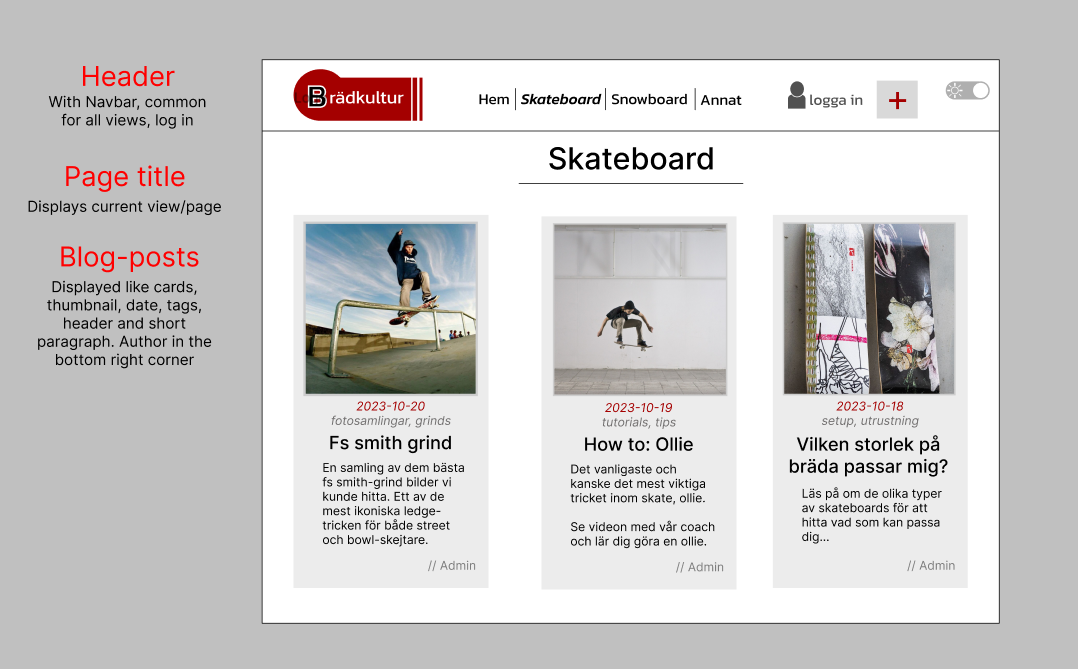 Header
With Navbar, common
for all views, log in
Page title
Displays current view/page
Blog-posts
Displayed like cards,
thumbnail, date, tags,
header and short
paragraph. Author in the
bottom right corner
Brädkultur
Hem
Skateboard
Snowboard
Annat
logga in
+
Skateboard
2023-10-20
fotosamlingar, grinds
Fs smith grind
En samling av dem bästa
fs smith-grind bilder vi
kunde hitta. Ett av de
mest ikoniska ledge-
tricken för både street
och bowl-skejtare.
// Admin
2023-10-19
tutorials, tips
How to: Ollie
Det vanligaste och
kanske det mest viktiga
tricket inom skate, ollie.
Se videon med vår coach
och lär dig göra en ollie.
// Admin
2023-10-18
setup, utrustning
Vilken storlek på
bräda passar mig?
Läs på om de olika typer
av skateboards för att
hitta vad som kan passa
dig...
// Admin